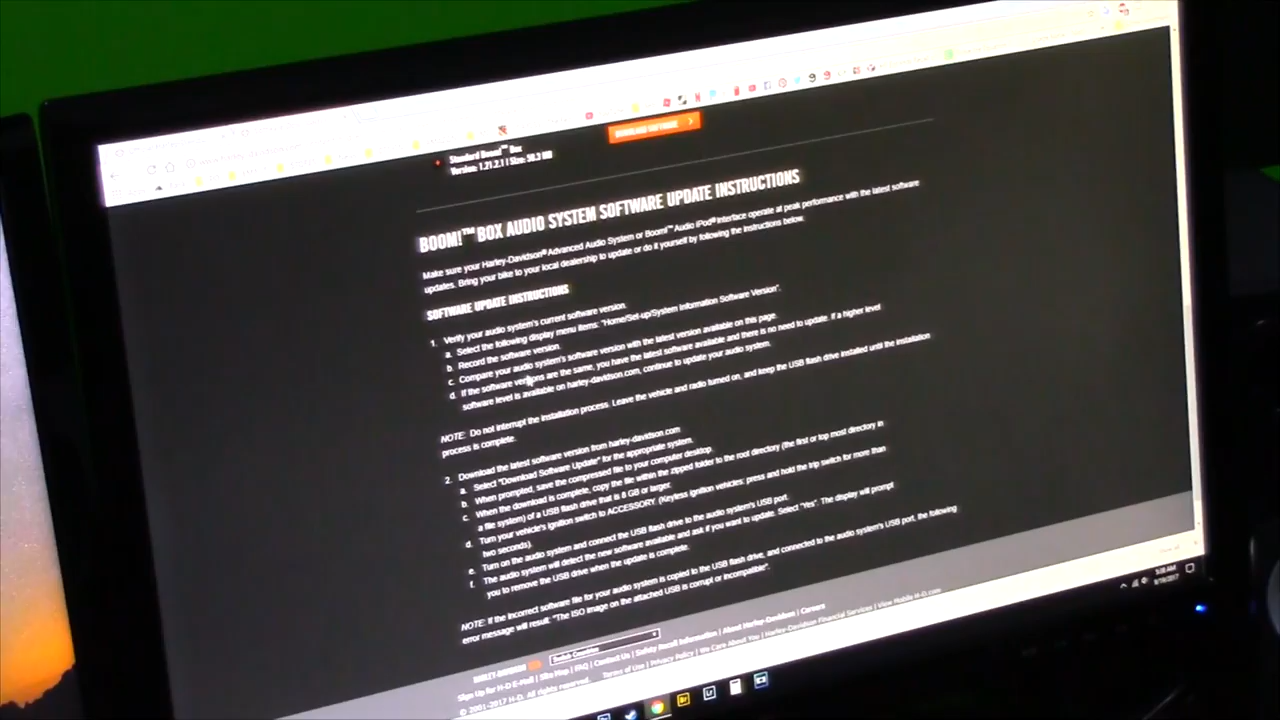 DOWNLOAD SOFTWARE
Standard Boom!™ Box
Version: 1.21.2.1 | Size: 50.3 MB
BOOM!™ BOX AUDIO SYSTEM SOFTWARE UPDATE INSTRUCTIONS
Make sure your Harley-Davidson® Advanced Audio System or Boom!™ Audio iPod® Interface operate at peak performance with the latest software
updates. Bring your bike to your local dealership to update or do it yourself by following the instructions below.
SOFTWARE UPDATE INSTRUCTIONS
1. Verify your audio system's current software version.
a. Select the following display menu items: "Home/Set-up/System Information Software Version".
b. Record the software version.
c. Compare your audio system's software version with the latest version available on this page.
d. If the software versions are the same, you have the latest software available and there is no need to update. If a higher level
software level is available on harley-davidson.com, continue to update your audio system.
NOTE: Do not interrupt the installation process. Leave the vehicle and radio turned on, and keep the USB flash drive installed until the installation
process is complete.
2. Download the latest software version from harley-davidson.com
a. Select "Download Software Update" for the appropriate system.
b. When prompted, save the compressed file to your computer desktop.
c. When the download is complete, copy the file within the zipped folder to the root directory (the first or top most directory in
a file system) of a USB flash drive that is 8 GB or larger.
d. Turn your vehicle's ignition switch to ACCESSORY. (Keyless ignition vehicles: press and hold the trip switch for more than
two seconds).
e. Turn on the audio system and connect the USB flash drive to the audio system's USB port.
f. The audio system will detect the new software available and ask if you want to update. Select "Yes". The display will prompt
you to remove the USB drive when the update is complete.
NOTE: If the incorrect software file for your audio system is copied to the USB flash drive, and connected to the audio system's USB port, the following
error message will result: "The ISO image on the attached USB is corrupt or incompatible".
HARLEY-DAVIDSON
Sign Up for H-D E-Mail | Site Map | FAQ | Contact Us | Safety Recall Information | About Harley-Davidson | Careers
© 2001-2017 H-D. All rights reserved. Terms of Use | Privacy Policy | We Care About You | Harley-Davidson Financial Services | View Mobile H-D.com
5:38 AM
9/19/2017